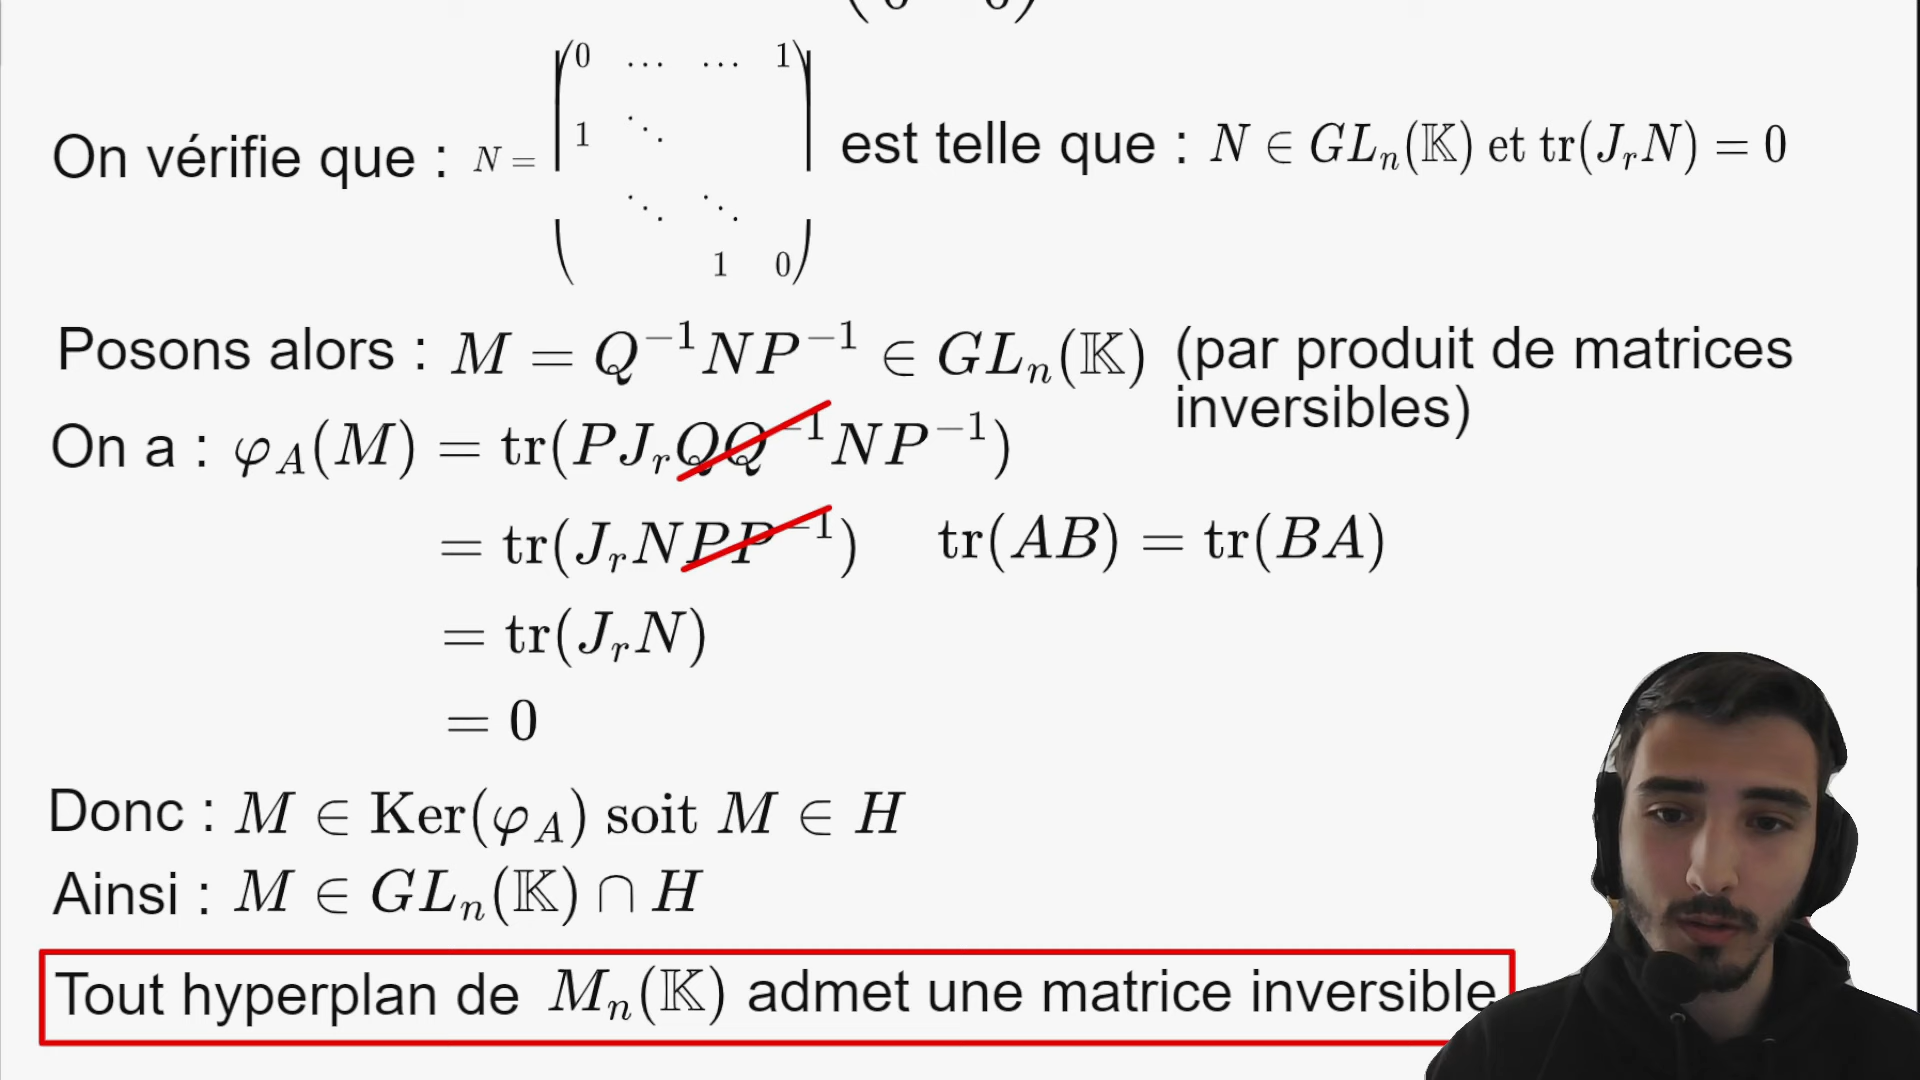 (0 0)
On vérifie que : N = (0 … … 1
1 ⋱
⋱ ⋱
1 0) est telle que : N ∈ GLₙ(𝕂) et tr(JᵣN) = 0
Posons alors : M = Q⁻¹NP⁻¹ ∈ GLₙ(𝕂) (par produit de matrices
inversibles)
On a : φ_A(M) = tr(PJᵣQQ⁻¹NP⁻¹)
= tr(JᵣNPP⁻¹) tr(AB) = tr(BA)
= tr(JᵣN)
= 0
Donc : M ∈ Ker(φ_A) soit M ∈ H
Ainsi : M ∈ GLₙ(𝕂) ∩ H
Tout hyperplan de Mₙ(𝕂) admet une matrice inversible